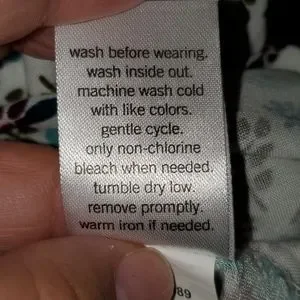 wash before wearing.
wash inside out.
machine wash cold
with like colors.
gentle cycle.
only non-chlorine
bleach when needed.
tumble dry low.
remove promptly.
warm iron if needed.
89